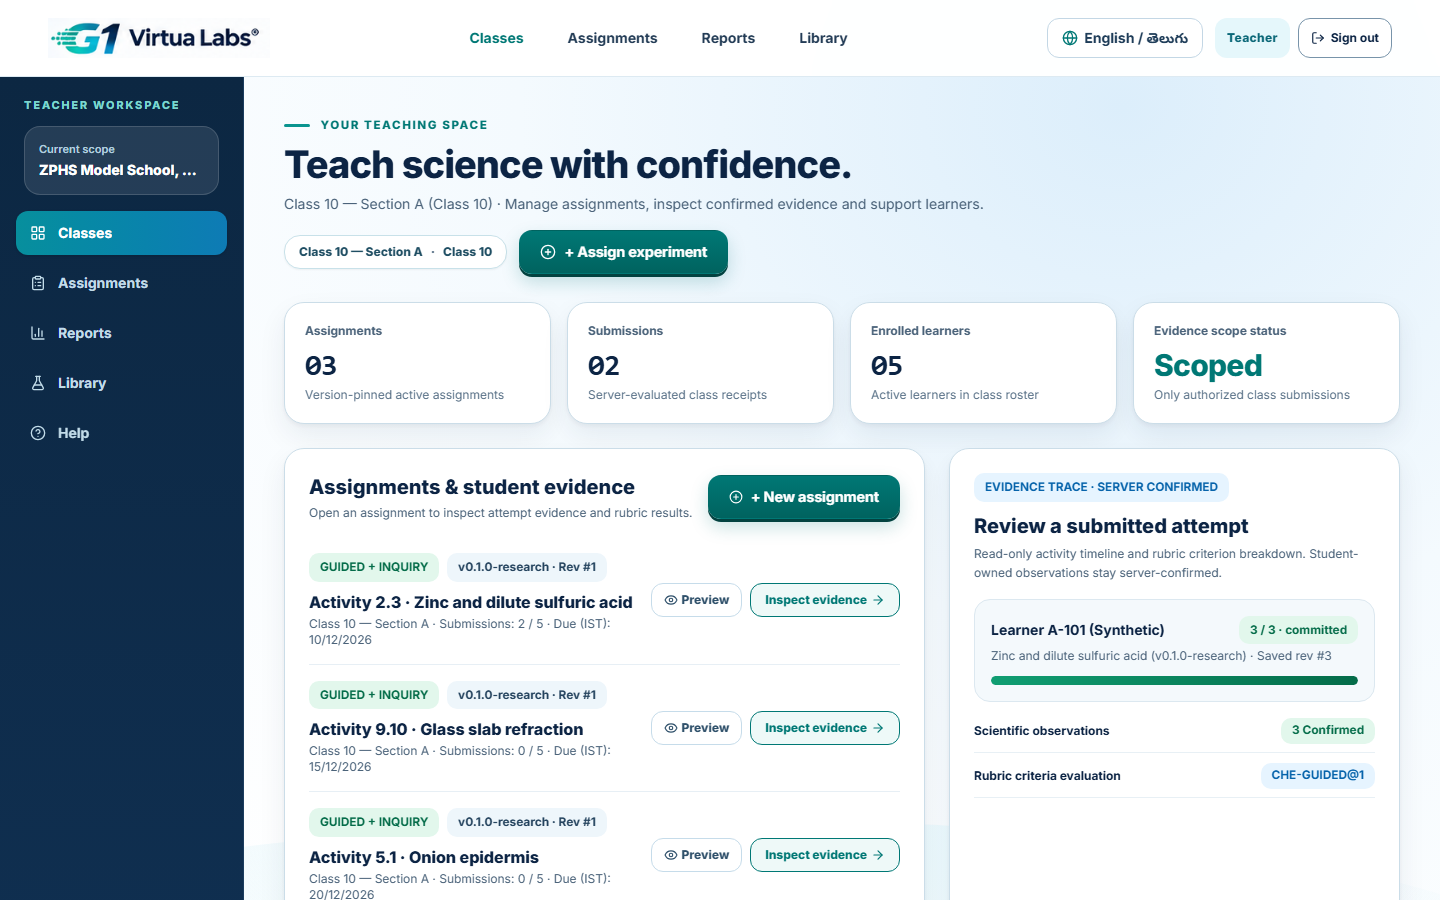 G1 Virtua Labs®
Classes
Assignments
Reports
Library
English / తెలుగు
Teacher
Sign out
TEACHER WORKSPACE
Current scope
ZPHS Model School, ...
Classes
Assignments
Reports
Library
Help
YOUR TEACHING SPACE
Teach science with confidence.
Class 10 — Section A (Class 10) · Manage assignments, inspect confirmed evidence and support learners.
Class 10 — Section A · Class 10
+ Assign experiment
Assignments
03
Version-pinned active assignments
Submissions
02
Server-evaluated class receipts
Enrolled learners
05
Active learners in class roster
Evidence scope status
Scoped
Only authorized class submissions
Assignments & student evidence
Open an assignment to inspect attempt evidence and rubric results.
+ New assignment
GUIDED + INQUIRY
v0.1.0-research · Rev #1
Activity 2.3 · Zinc and dilute sulfuric acid
Class 10 — Section A · Submissions: 2 / 5 · Due (IST):
10/12/2026
Preview
Inspect evidence →
GUIDED + INQUIRY
v0.1.0-research · Rev #1
Activity 9.10 · Glass slab refraction
Class 10 — Section A · Submissions: 0 / 5 · Due (IST):
15/12/2026
Preview
Inspect evidence →
GUIDED + INQUIRY
v0.1.0-research · Rev #1
Activity 5.1 · Onion epidermis
Class 10 — Section A · Submissions: 0 / 5 · Due (IST):
20/12/2026
Preview
Inspect evidence →
EVIDENCE TRACE · SERVER CONFIRMED
Review a submitted attempt
Read-only activity timeline and rubric criterion breakdown. Student-
owned observations stay server-confirmed.
Learner A-101 (Synthetic)
3 / 3 · committed
Zinc and dilute sulfuric acid (v0.1.0-research) · Saved rev #3
Scientific observations
3 Confirmed
Rubric criteria evaluation
CHE-GUIDED@1